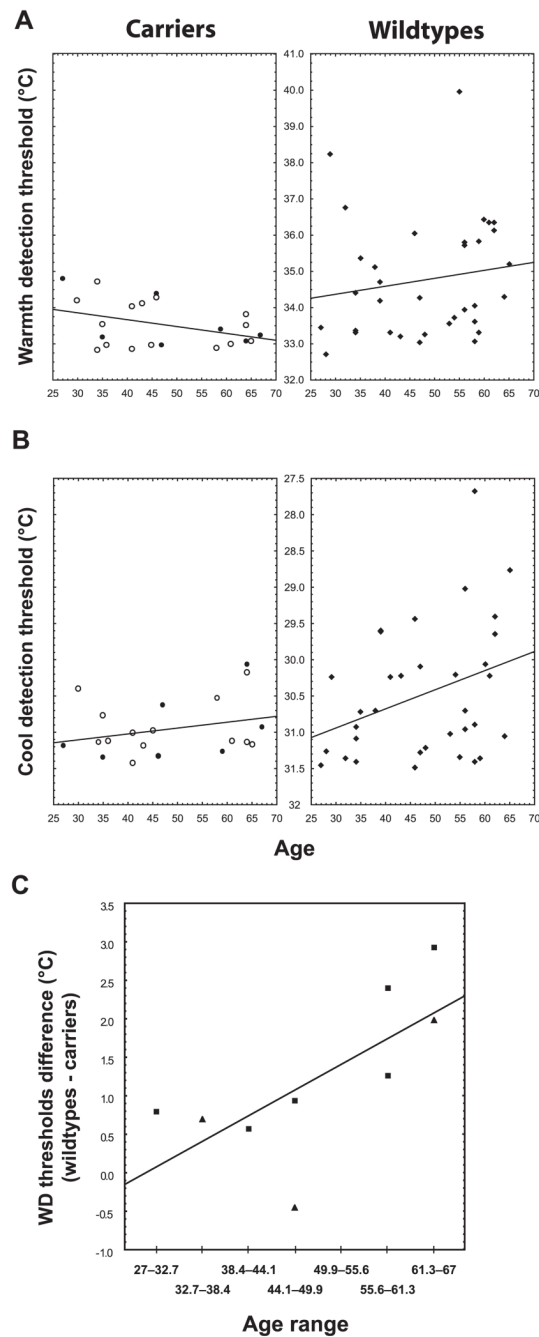 A
Carriers
Wildtypes
Warmth detection threshold (°C)
41.0
40.0
39.0
38.0
37.0
36.0
35.0
34.0
33.0
32.0
25 30 35 40 45 50 55 60 65 70
25 30 35 40 45 50 55 60 65 70
B
Cool detection threshold (°C)
27.5
28.0
28.5
29.0
29.5
30.0
30.5
31.0
31.5
32
25 30 35 40 45 50 55 60 65 70
25 30 35 40 45 50 55 60 65 70
Age
C
WD thresholds difference (°C)
(wildtypes - carriers)
3.5
3.0
2.5
2.0
1.5
1.0
0.5
0.0
-0.5
-1.0
27–32.7 38.4–44.1 49.9–55.6 61.3–67
32.7–38.4 44.1–49.9 55.6–61.3
Age range